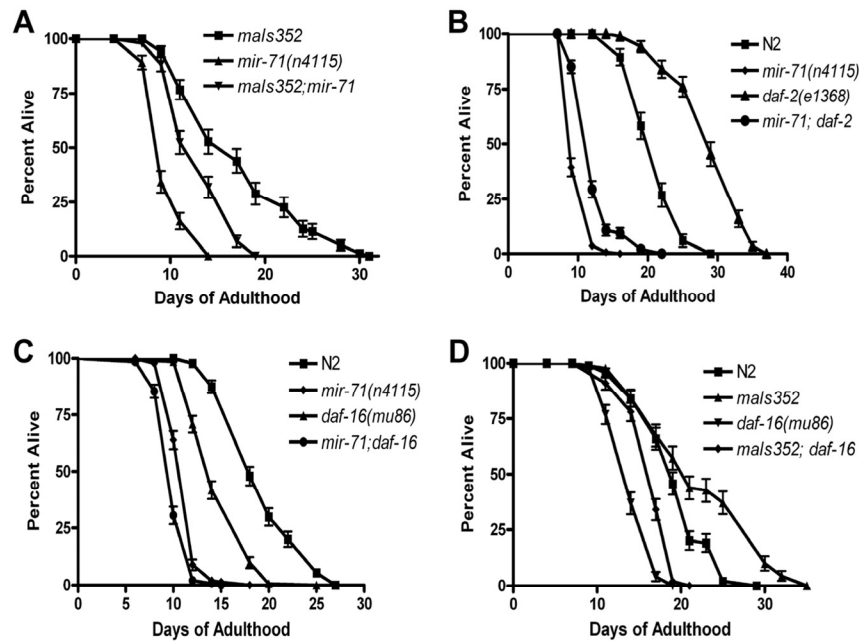 A
maIs352
mir-71(n4115)
maIs352;mir-71
Percent Alive
100
75
50
25
0
0 10 20 30
Days of Adulthood
B
N2
mir-71(n4115)
daf-2(e1368)
mir-71; daf-2
Percent Alive
100
75
50
25
0
0 10 20 30 40
Days of Adulthood
C
N2
mir-71(n4115)
daf-16(mu86)
mir-71;daf-16
Percent Alive
100
75
50
25
0
0 5 10 15 20 25 30
Days of Adulthood
D
N2
maIs352
daf-16(mu86)
maIs352; daf-16
Percent Alive
100
75
50
25
0
0 10 20 30
Days of Adulthood